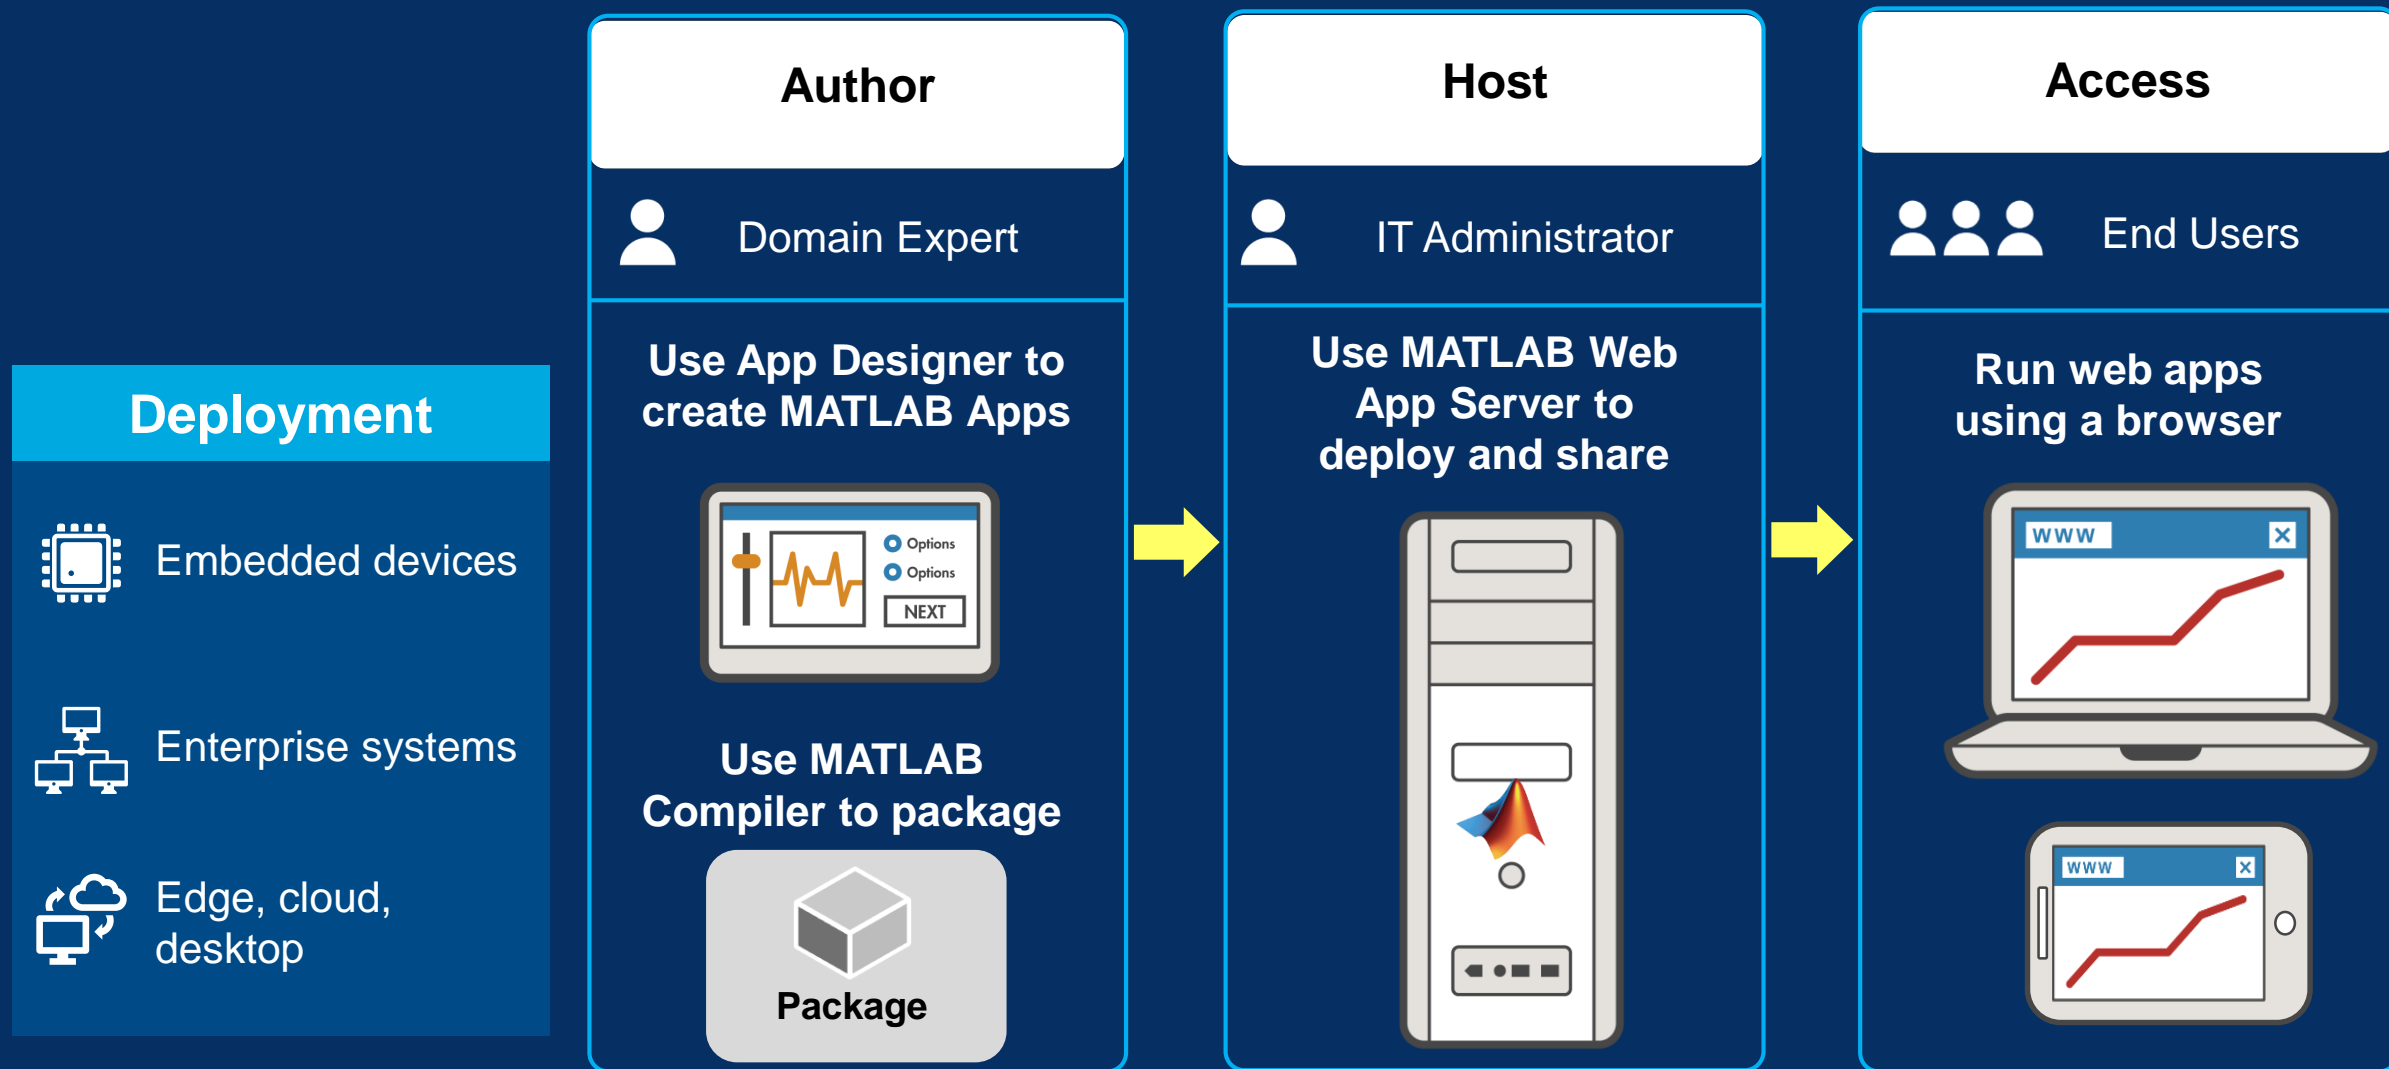 Deployment
Embedded devices
Enterprise systems
Edge, cloud,
desktop
Author
Domain Expert
Use App Designer to
create MATLAB Apps
Options
Options
NEXT
Use MATLAB
Compiler to package
Package
Host
IT Administrator
Use MATLAB Web
App Server to
deploy and share
Access
End Users
Run web apps
using a browser
WWW
WWW